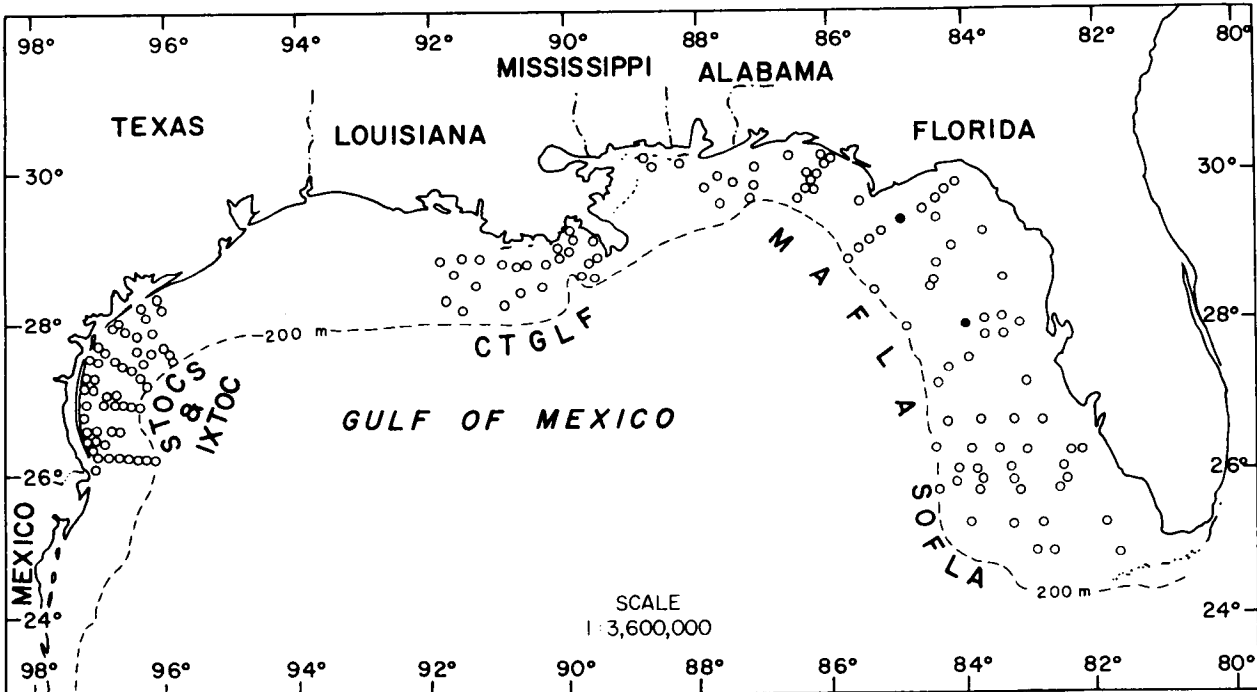 98° 96° 94° 92° 90° 88° 86° 84° 82° 80°
MISSISSIPPI
ALABAMA
TEXAS
LOUISIANA
FLORIDA
30°
30°
MAFLA
28°
200 m
28°
CTGLF
STOCS
&
IXTOC
GULF OF MEXICO
26°
26°
SOFLA
MEXICO
200 m
24°
SCALE
1:3,600,000
24°
98° 96° 94° 92° 90° 88° 86° 84° 82° 80°